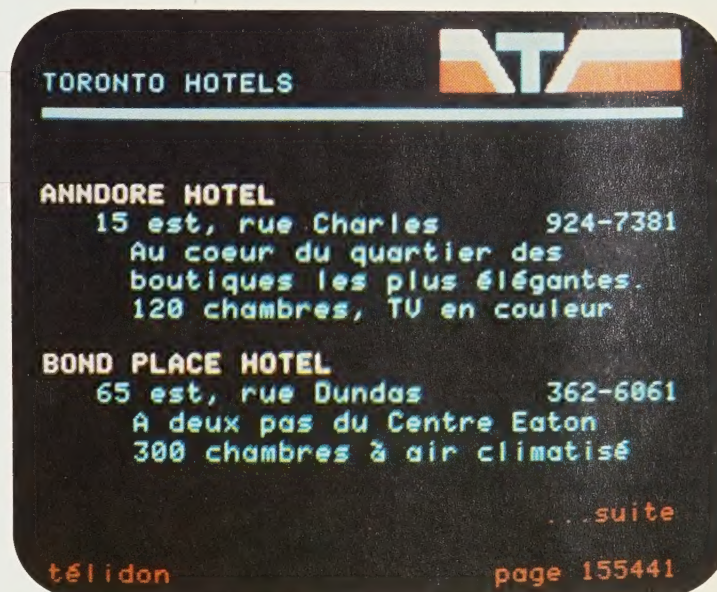 T
TORONTO HOTELS
ANNDORE HOTEL
15 est, rue Charles 924-7381
Au coeur du quartier des
boutiques les plus élégantes.
120 chambres, TV en couleur
BOND PLACE HOTEL
65 est, rue Dundas 362-6061
A deux pas du Centre Eaton
300 chambres à air climatisé
...suite
télidon page 155441